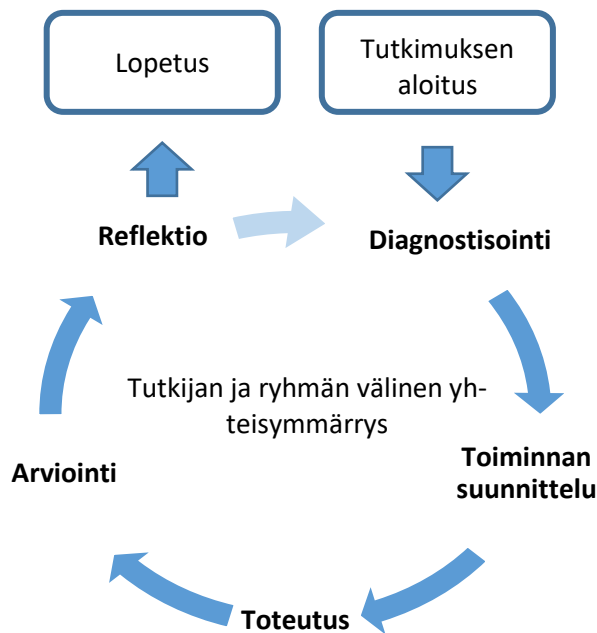 Lopetus
Tutkimuksen
aloitus
Reflektio
Diagnostisointi
Tutkijan ja ryhmän välinen yh-
teisymmärrys
Arviointi
Toiminnan
suunnittelu
Toteutus